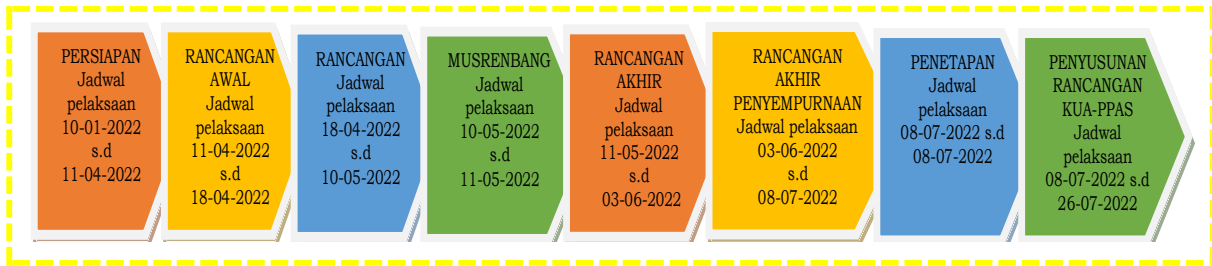 PERSIAPAN
Jadwal
pelaksaan
10-01-2022
s.d
11-04-2022
RANCANGAN
AWAL
Jadwal
pelaksaan
11-04-2022
s.d
18-04-2022
RANCANGAN
Jadwal
pelaksaan
18-04-2022
s.d
10-05-2022
MUSRENBANG
Jadwal
pelaksaan
10-05-2022
s.d
11-05-2022
RANCANGAN
AKHIR
Jadwal
pelaksaan
11-05-2022
s.d
03-06-2022
RANCANGAN
AKHIR
PENYEMPURNAAN
Jadwal pelaksaan
03-06-2022
s.d
08-07-2022
PENETAPAN
Jadwal
pelaksaan
08-07-2022 s.d
08-07-2022
PENYUSUNAN
RANCANGAN
KUA-PPAS
Jadwal
pelaksaan
08-07-2022 s.d
26-07-2022